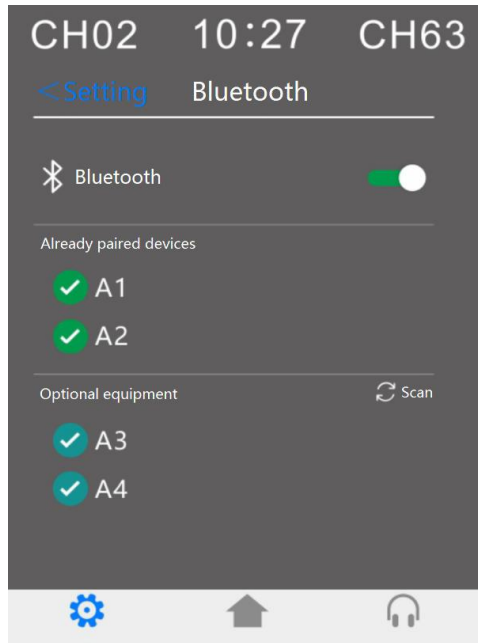 CH02 10:27 CH63
<Setting Bluetooth
Bluetooth
Already paired devices
A1
A2
Optional equipment Scan
A3
A4